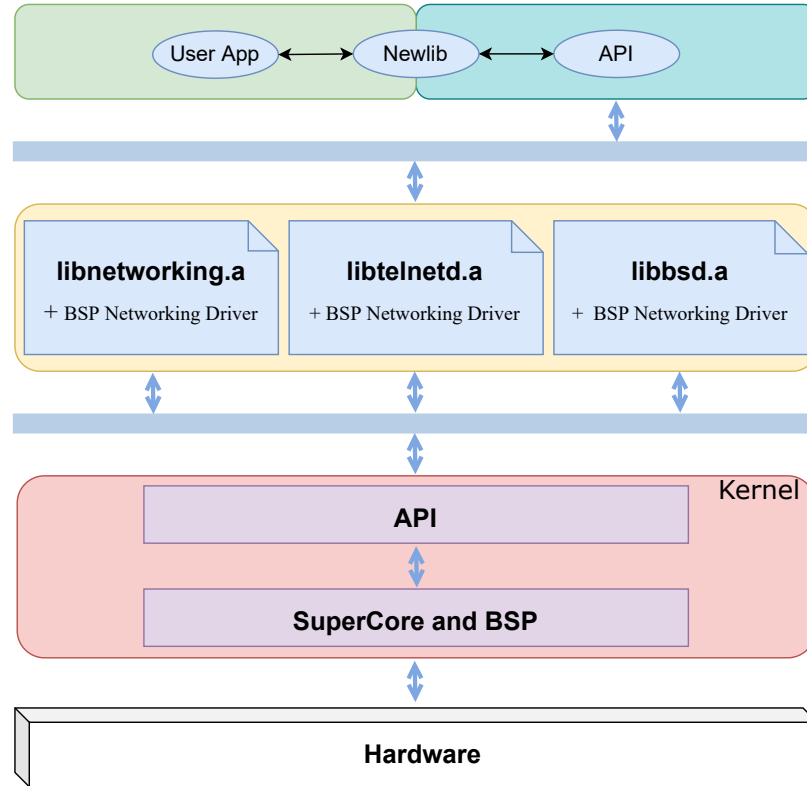 User App
Newlib
API
libnetworking.a
+ BSP Networking Driver
libtelnetd.a
+ BSP Networking Driver
libbsd.a
+ BSP Networking Driver
Kernel
API
SuperCore and BSP
Hardware